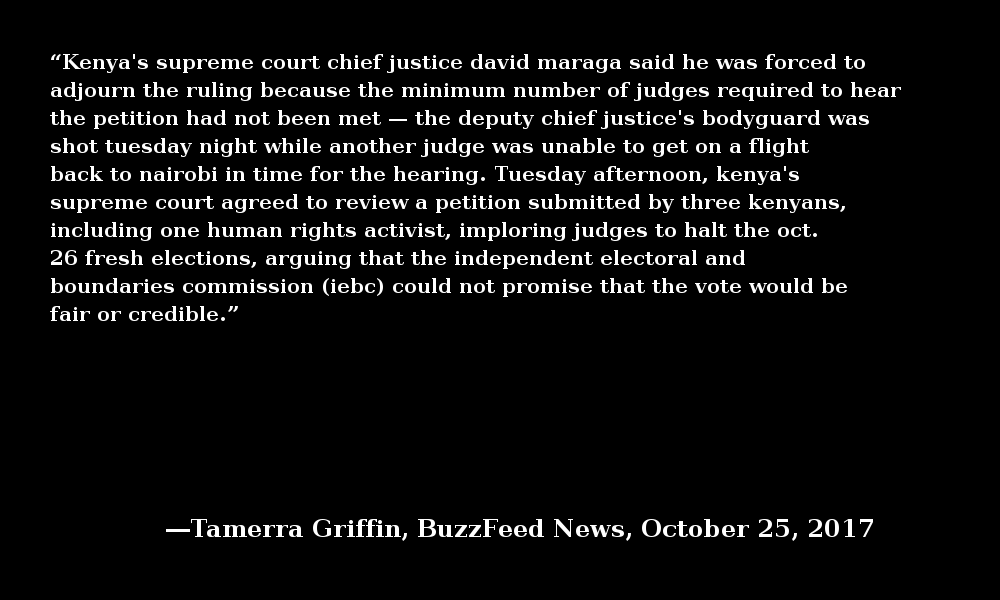 “Kenya's supreme court chief justice david maraga said he was forced to
adjourn the ruling because the minimum number of judges required to hear
the petition had not been met — the deputy chief justice's bodyguard was
shot tuesday night while another judge was unable to get on a flight
back to nairobi in time for the hearing. Tuesday afternoon, kenya's
supreme court agreed to review a petition submitted by three kenyans,
including one human rights activist, imploring judges to halt the oct.
26 fresh elections, arguing that the independent electoral and
boundaries commission (iebc) could not promise that the vote would be
fair or credible.”
—Tamerra Griffin, BuzzFeed News, October 25, 2017